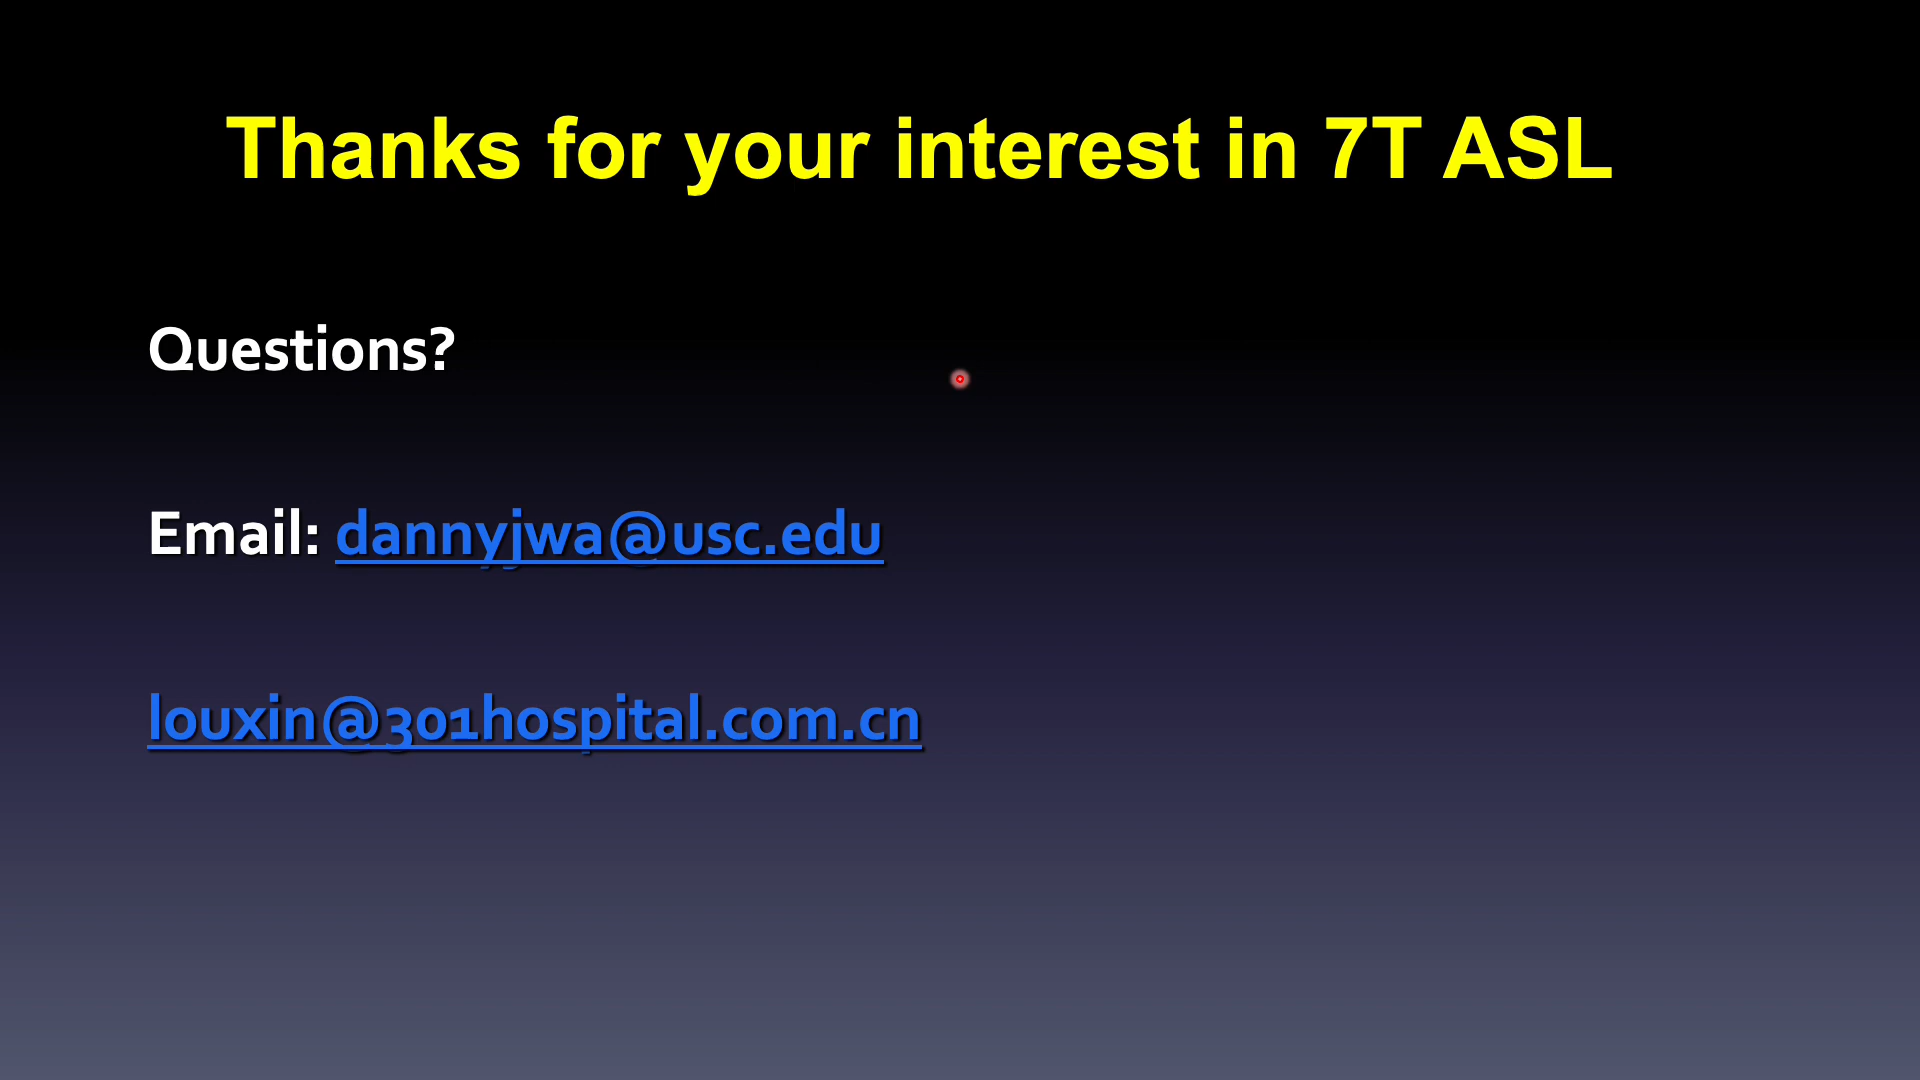 Thanks for your interest in 7T ASL
Questions?
Email: dannyjwa@usc.edu
louxin@301hospital.com.cn